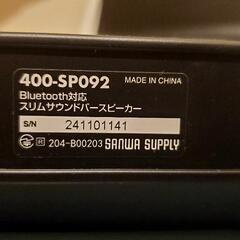 400-SP092 MADE IN CHINA
Bluetooth対応
スリムサウンドバースピーカー
S/N 241101141
204-B00203 SANWA SUPPLY